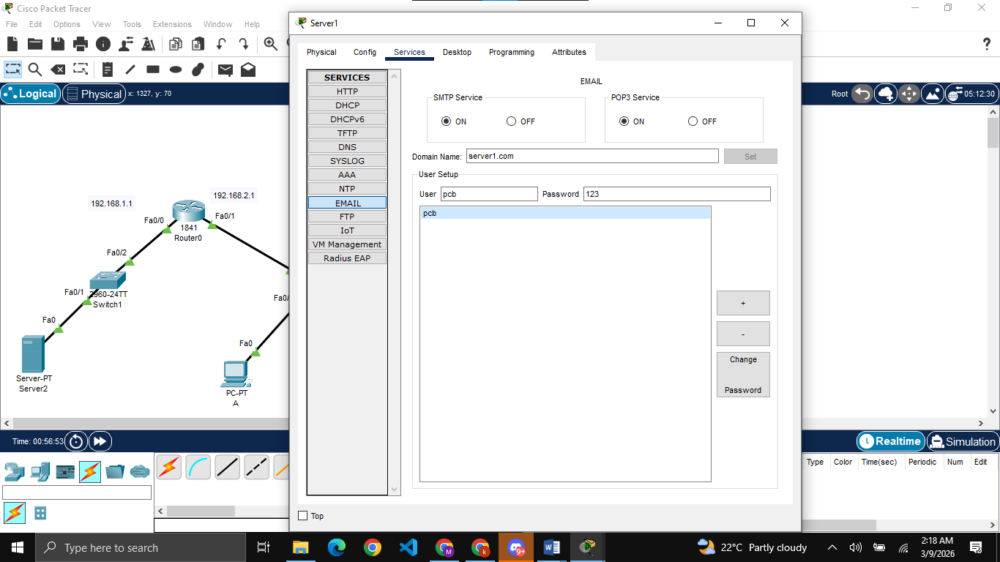 Cisco Packet Tracer
File Edit Options View Tools Extensions Window Help
Logical Physical x: 1327, y: 70
Root 05:12:30
192.168.1.1
192.168.2.1
Fa0/0
Fa0/1
1841
Router0
Fa0/2
Fa0/1
2960-24TT
Switch1
Fa0
Server-PT
Server2
Fa0/
Fa0
PC-PT
A
Server1
Physical Config Services Desktop Programming Attributes
SERVICES
HTTP
DHCP
DHCPv6
TFTP
DNS
SYSLOG
AAA
NTP
EMAIL
FTP
IoT
VM Management
Radius EAP
EMAIL
SMTP Service
ON OFF
POP3 Service
ON OFF
Domain Name: server1.com Set
User Setup
User pcb Password 123
pcb
+
-
Change
Password
Top
Time: 00:56:53
Realtime Simulation
Type Color Time(sec) Periodic Num Edit
Type here to search
M
k
9+
22°C Partly cloudy
2:18 AM
3/9/2026